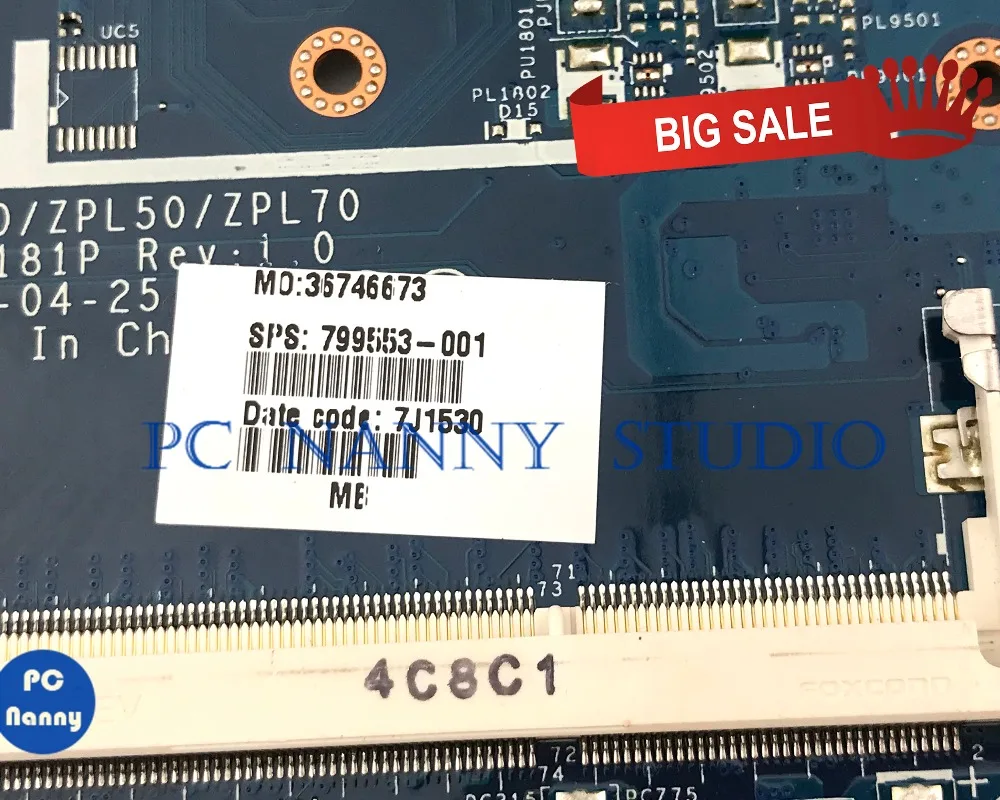 UC5
PU1801
PL1802
D15
9502
PL9501
BIG SALE
0/ZPL50/ZPL70
181P Rev:1.0
-04-25
In Ch
MO:36746673
SPS: 799553-001
Date code: 7J1530
PC NANNY STUDIO
MB
71
73
4C8C1
FOXCONN
PC
Nanny
72
74
2
PC775